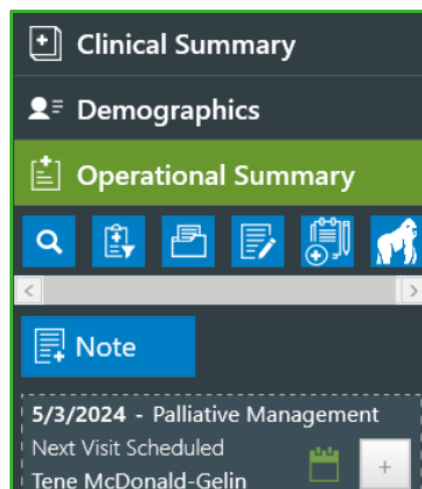 Clinical Summary
Demographics
Operational Summary
Note
5/3/2024 - Palliative Management
Next Visit Scheduled
Tene McDonald-Gelin